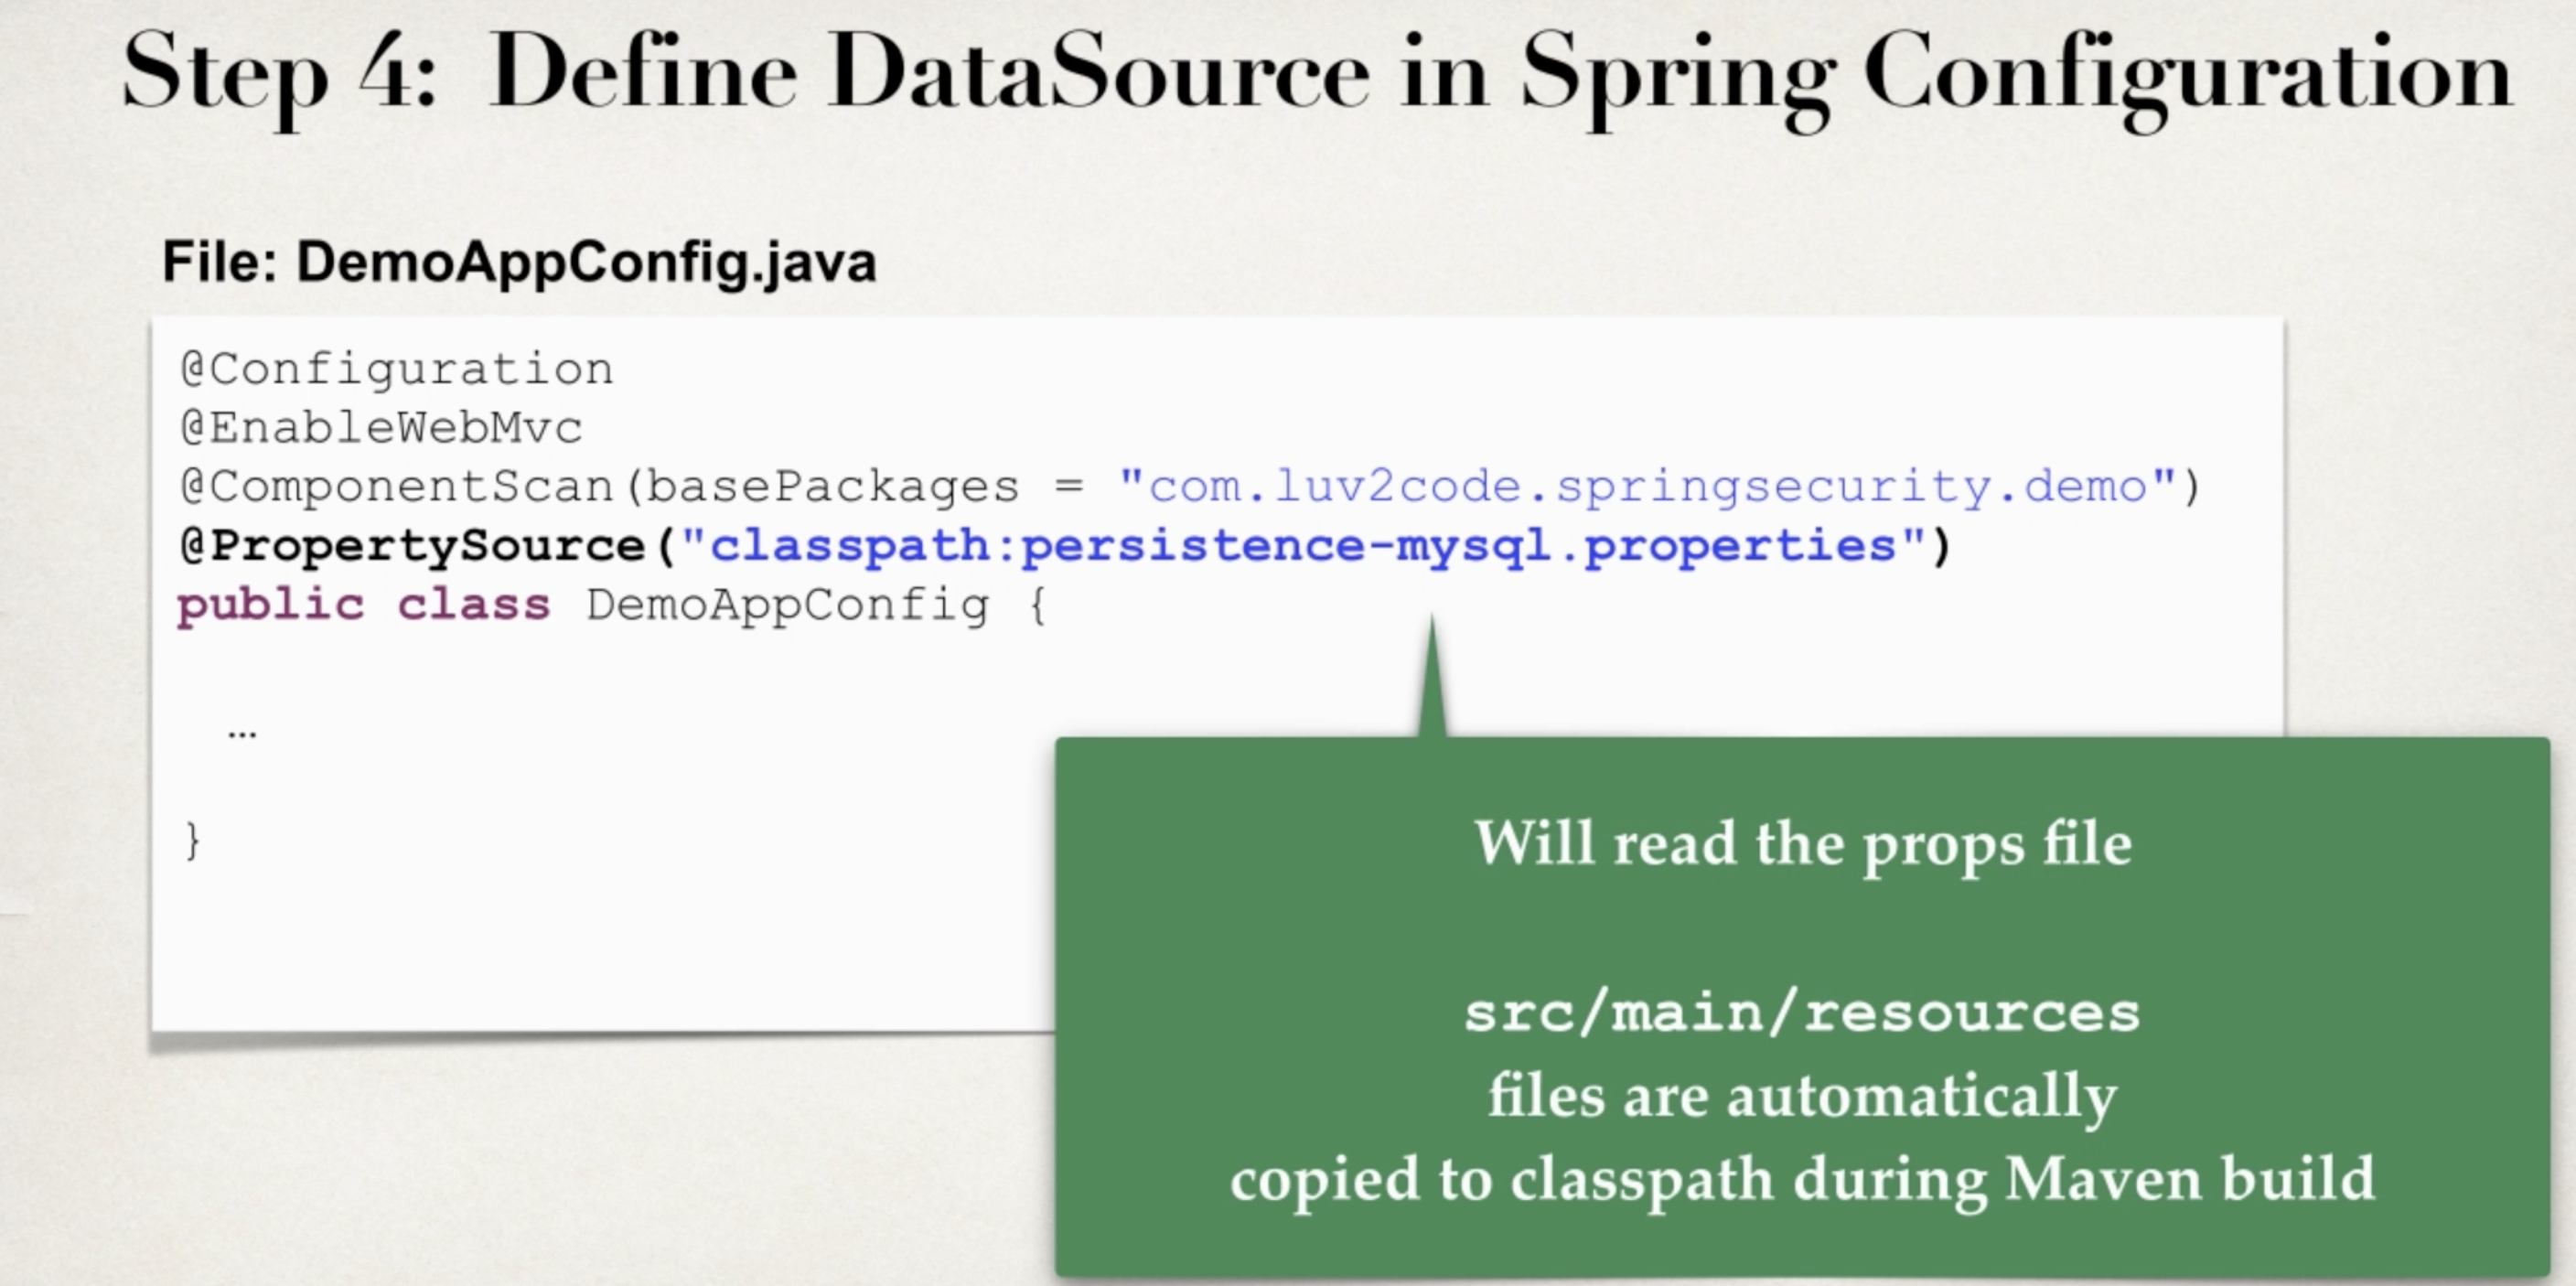 Step 4: Define DataSource in Spring Configuration
File: DemoAppConfig.java
@Configuration
@EnableWebMvc
@ComponentScan(basePackages = "com.luv2code.springsecurity.demo")
@PropertySource("classpath:persistence-mysql.properties")
public class DemoAppConfig {
…
}
Will read the props file
src/main/resources
files are automatically
copied to classpath during Maven build